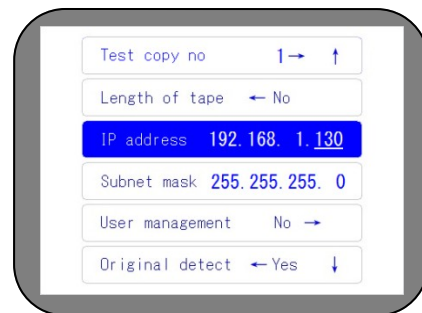 Test copy no 1→ ↑
Length of tape ← No
IP address 192.168. 1.130
Subnet mask 255.255.255. 0
User management No →
Original detect ←Yes ↓